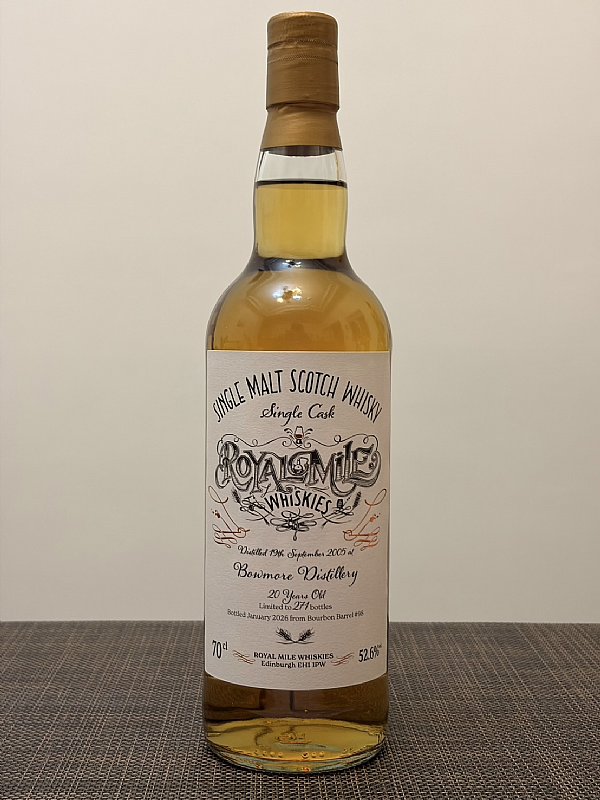 SINGLE MALT SCOTCH WHISKY
Single Cask
ROYAL MILE
WHISKIES
Distilled 19th September 2005 at
Bowmore Distillery
20 Years Old
Limited to 271 bottles
Bottled January 2026 from Bourbon Barrel #98
70cl
ROYAL MILE WHISKIES
Edinburgh EH1 1PW
52.6%